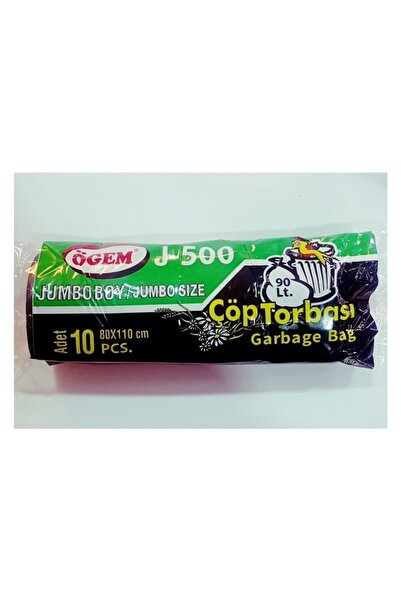 ÖGEM
J-500
JUMBO BOY/JUMBO SIZE
Adet 10 80X110 cm
PCS.
90
Lt.
Çöp Torbası
Garbage Bag